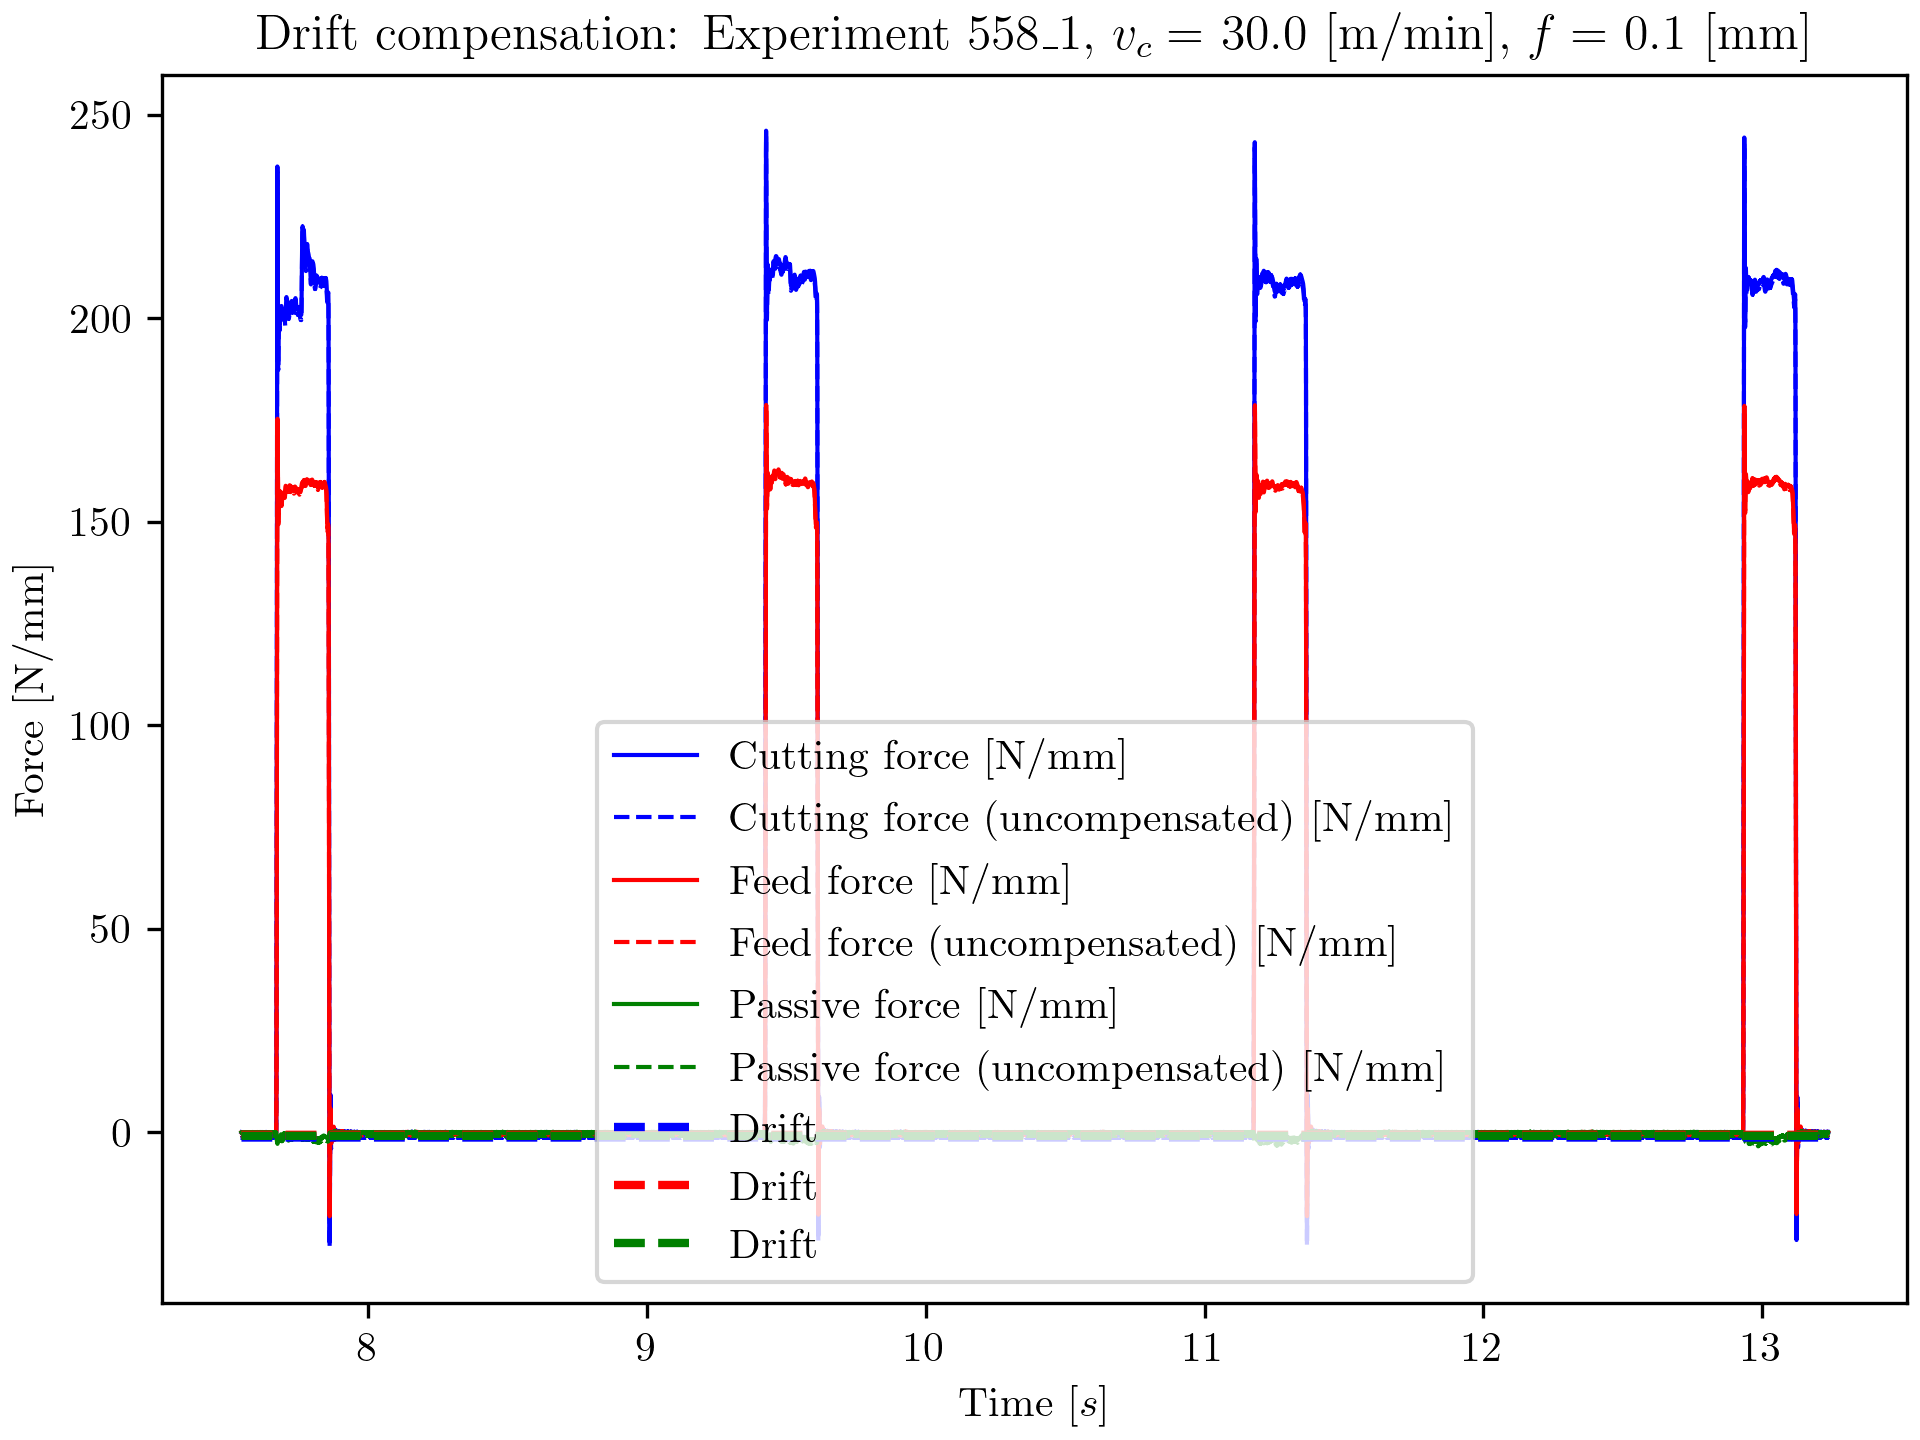 Drift compensation: Experiment 558_1, v_c = 30.0 [m/min], f = 0.1 [mm]
250
200
150
100
50
0
Force [N/mm]
Cutting force [N/mm]
Cutting force (uncompensated) [N/mm]
Feed force [N/mm]
Feed force (uncompensated) [N/mm]
Passive force [N/mm]
Passive force (uncompensated) [N/mm]
Drift
Drift
Drift
8 9 10 11 12 13
Time [s]